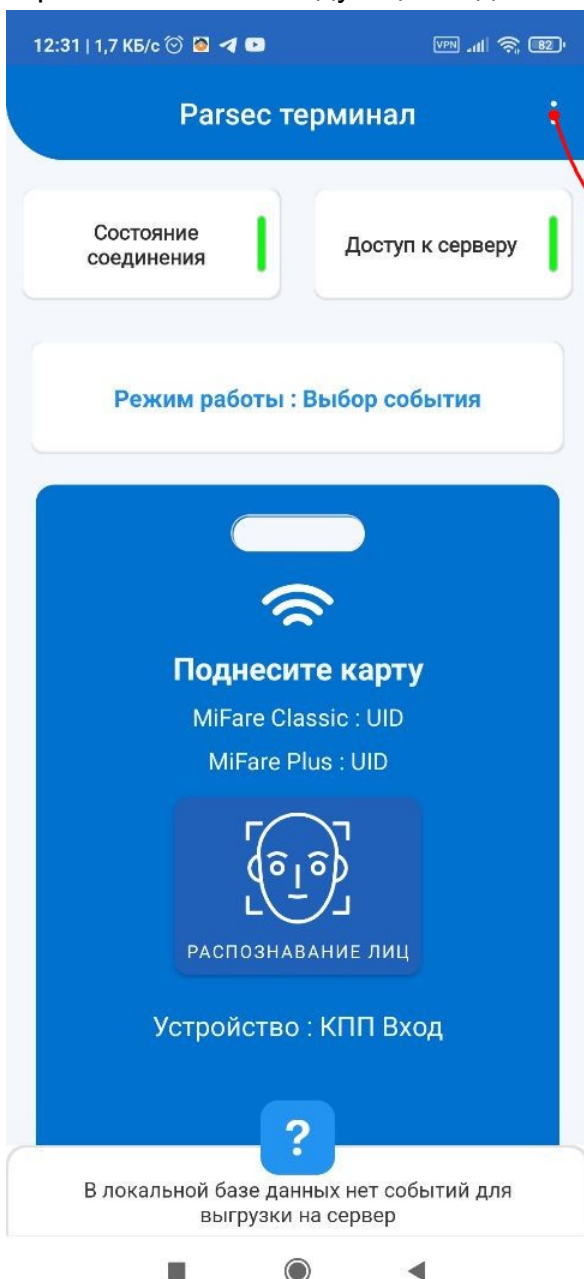 12:31 | 1,7 КБ/с
VPN
82
Parsec терминал
Состояние
соединения
Доступ к серверу
Режим работы : Выбор события
Поднесите карту
MiFare Classic : UID
MiFare Plus : UID
РАСПОЗНАВАНИЕ ЛИЦ
Устройство : КПП Вход
?
В локальной базе данных нет событий для
выгрузки на сервер